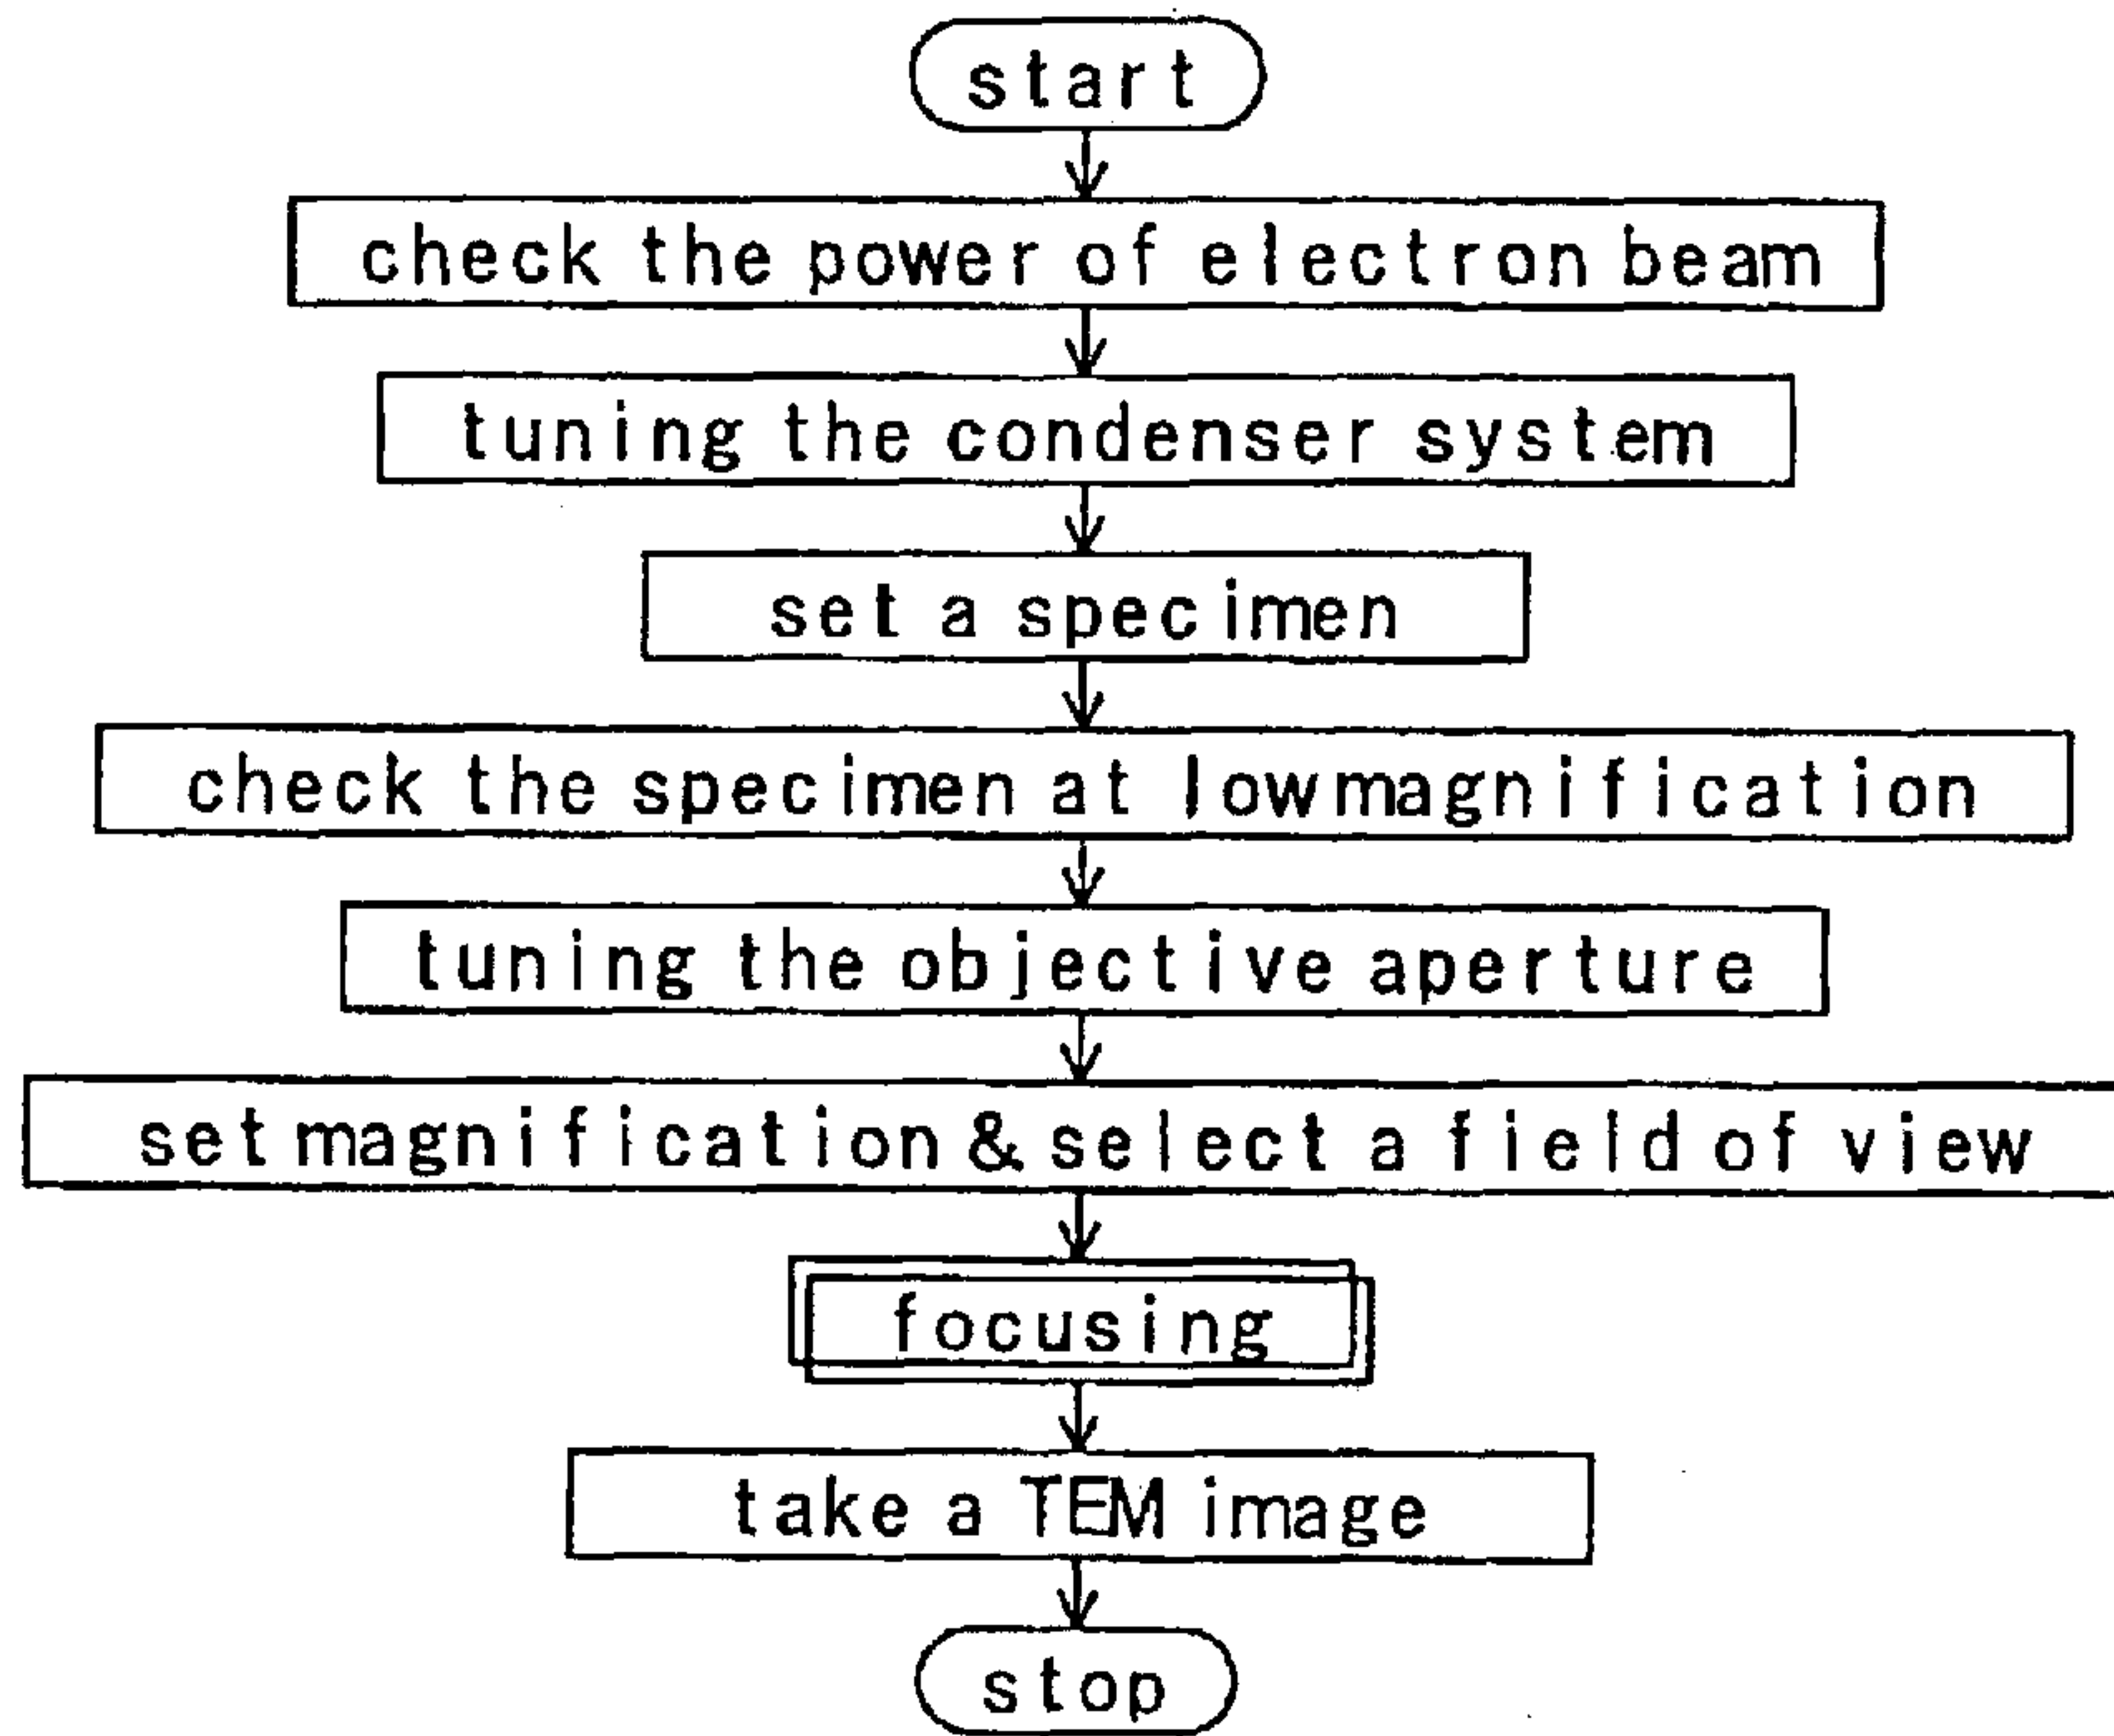 start
check the power of electron beam
tuning the condenser system
set a specimen
check the specimen at low magnification
tuning the objective aperture
set magnification & select a field of view
focusing
take a TEM image
stop